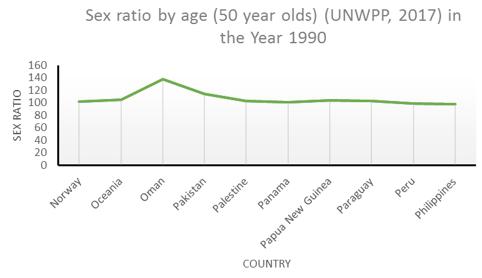 Sex ratio by age (50 year olds) (UNWPP, 2017) in
the Year 1990
160
140
120
100
80
60
40
20
0
SEX RATIO
Norway
Oceania
Oman
Pakistan
Palestine
Panama
Papua New Guinea
Paraguay
Peru
Philippines
COUNTRY